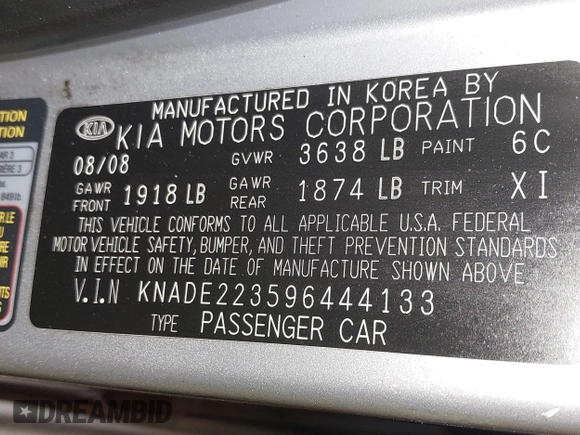 MANUFACTURED IN KOREA BY
KIA KIA MOTORS CORPORATION
08/08 GVWR 3638 LB PAINT 6C
GAWR FRONT 1918 LB GAWR REAR 1874 LB TRIM XI
THIS VEHICLE CONFORMS TO ALL APPLICABLE U.S.A. FEDERAL
MOTOR VEHICLE SAFETY, BUMPER, AND THEFT PREVENTION STANDARDS
IN EFFECT ON THE DATE OF MANUFACTURE SHOWN ABOVE
V.I.N KNADE223596444133
TYPE PASSENGER CAR
DREAMBID